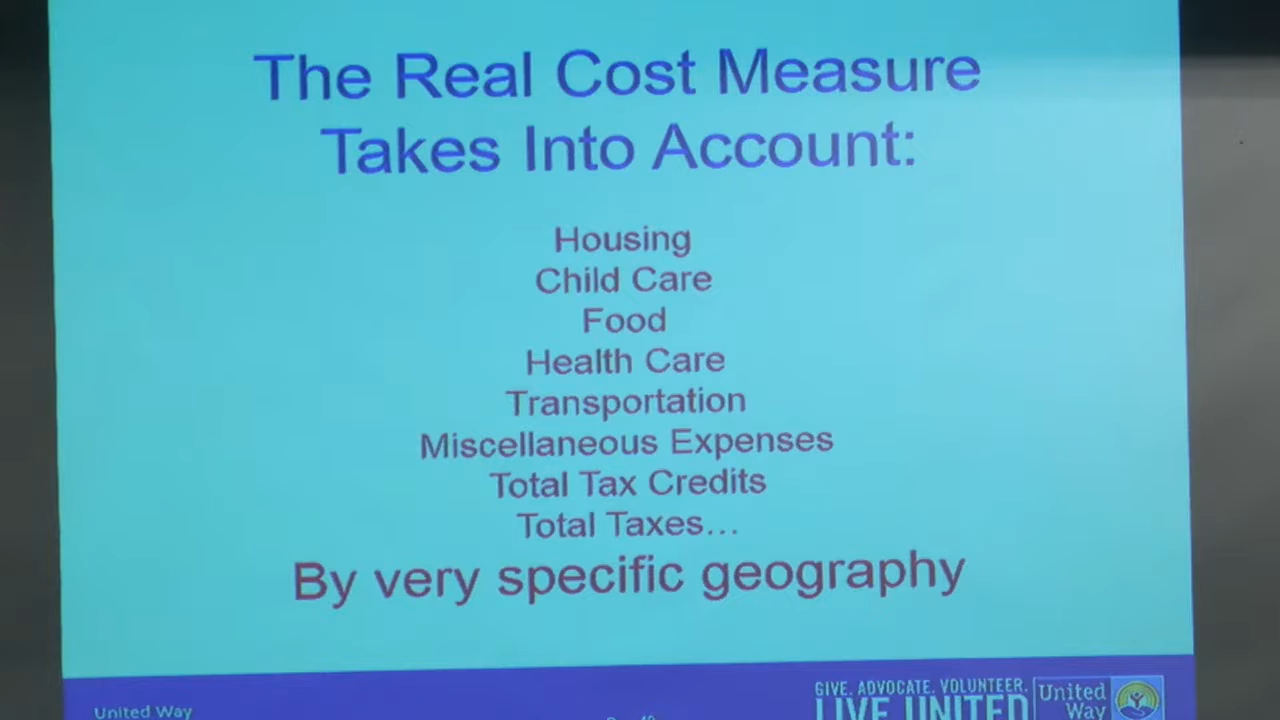 The Real Cost Measure
Takes Into Account:
Housing
Child Care
Food
Health Care
Transportation
Miscellaneous Expenses
Total Tax Credits
Total Taxes...
By very specific geography
United Way
GIVE. ADVOCATE. VOLUNTEER.
LIVE UNITED
United
Way